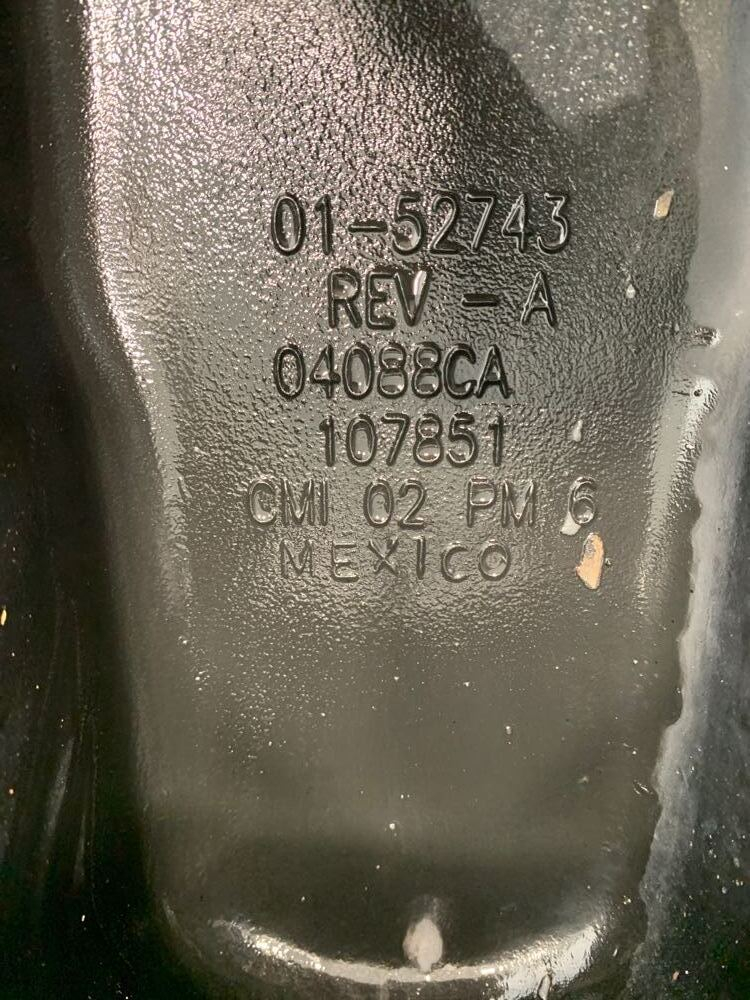 01-52743
REV - A
04088CA
107851
CMI 02 PM 6
MEXICO